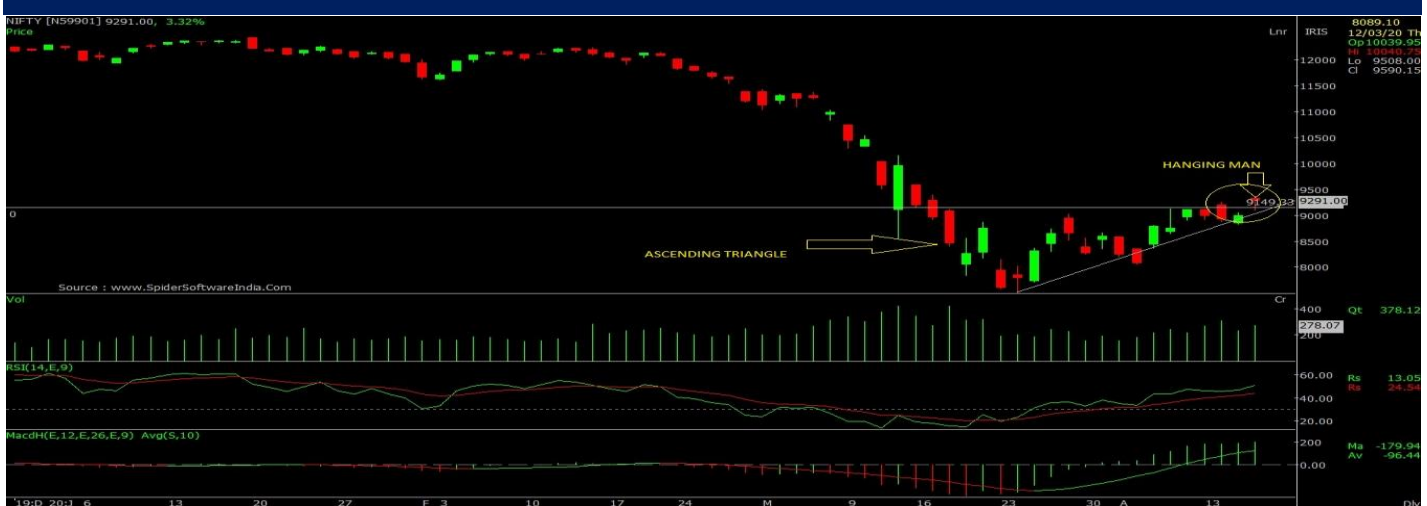 NIFTY [N59901] 9291.00, 3.32%
Price
Lnr
IRIS
8089.10
12/03/20 Th
Op10039.95
Hi 10040.75
Lo 9508.00
Cl 9590.15
12000
11500
11000
10500
10000
9500
9291.00
9000
8500
8000
HANGING MAN
9149.33
0
ASCENDING TRIANGLE
Source : www.SpiderSoftwareIndia.Com
Vol
Cr
400
278.07
200
Qt 378.12
RSI(14,E,9)
60.00
40.00
20.00
Rs 13.05
Rs 24.54
MacdH(E,12,E,26,E,9) Avg(S,10)
200
0.00
Ma -179.94
Av -96.44
'19:D 20:J 6 13 20 27 F 3 10 17 24 M 9 16 23 30 A 13 Dly